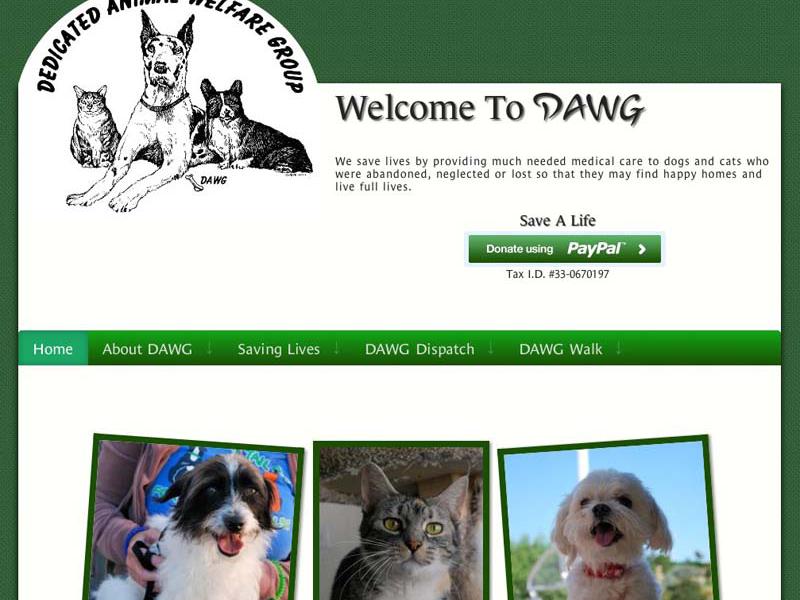 DEDICATED ANIMAL WELFARE GROUP
DAWG
Welcome To DAWG
We save lives by providing much needed medical care to dogs and cats who
were abandoned, neglected or lost so that they may find happy homes and
live full lives.
Save A Life
Donate using PayPal™
Tax I.D. #33-0670197
Home About DAWG Saving Lives DAWG Dispatch DAWG Walk